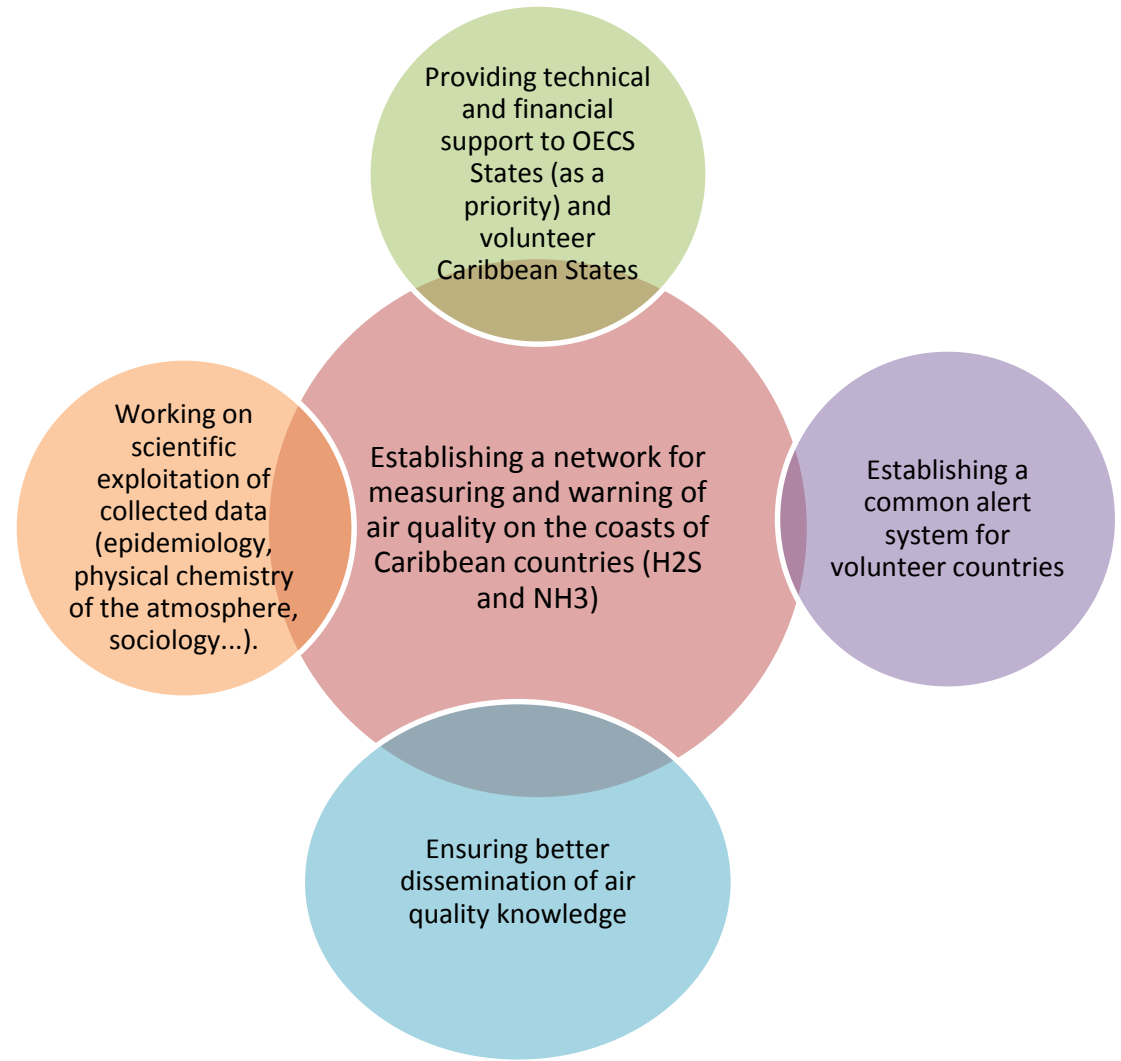 Providing technical
and financial
support to OECS
States (as a
priority) and
volunteer
Caribbean States
Working on
scientific
exploitation of
collected data
(epidemiology,
physical chemistry
of the atmosphere,
sociology...).
Establishing a network for
measuring and warning of
air quality on the coasts of
Caribbean countries (H2S
and NH3)
Establishing a
common alert
system for
volunteer countries
Ensuring better
dissemination of air
quality knowledge